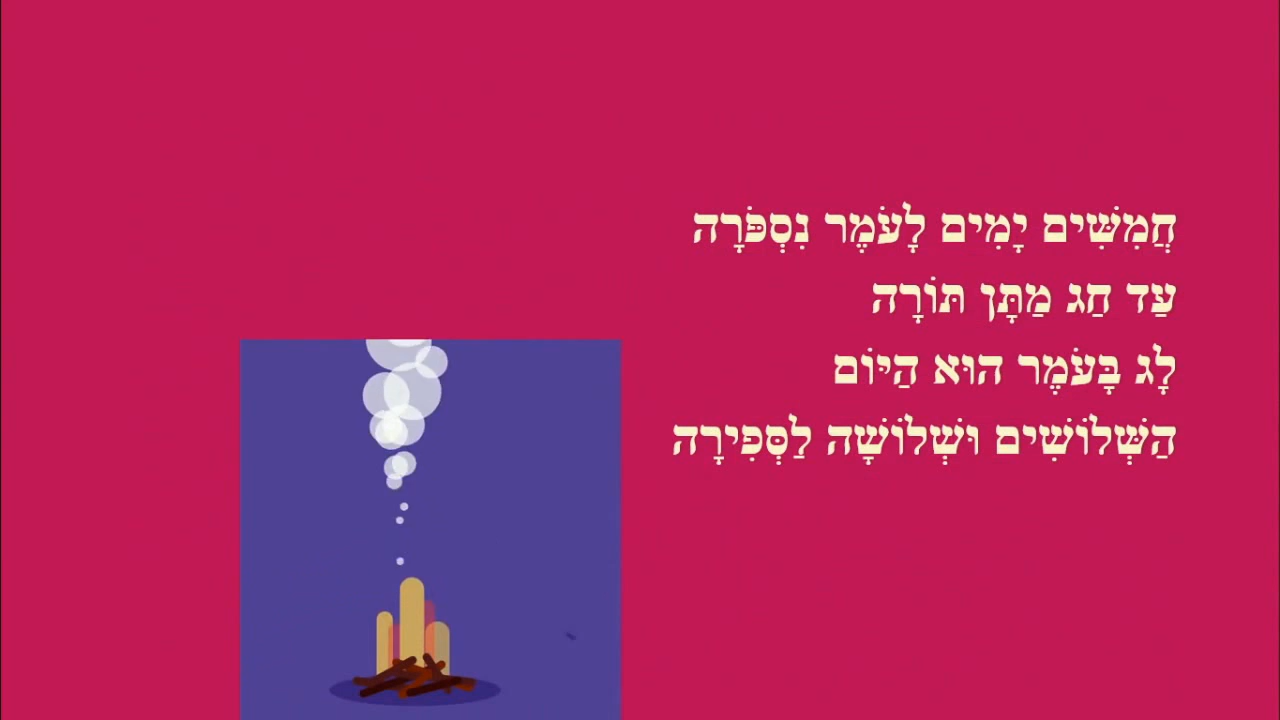 חֲמִשִּׁים יָמִים לָעֹמֶר נִסְפֹּרָה
עַד חַג מַתָּן תּוֹרָה
לָג בָּעֹמֶר הוּא הַיּוֹם
הַשְּׁלוֹשִׁים וּשְׁלוֹשָׁה לַסְּפִירָה